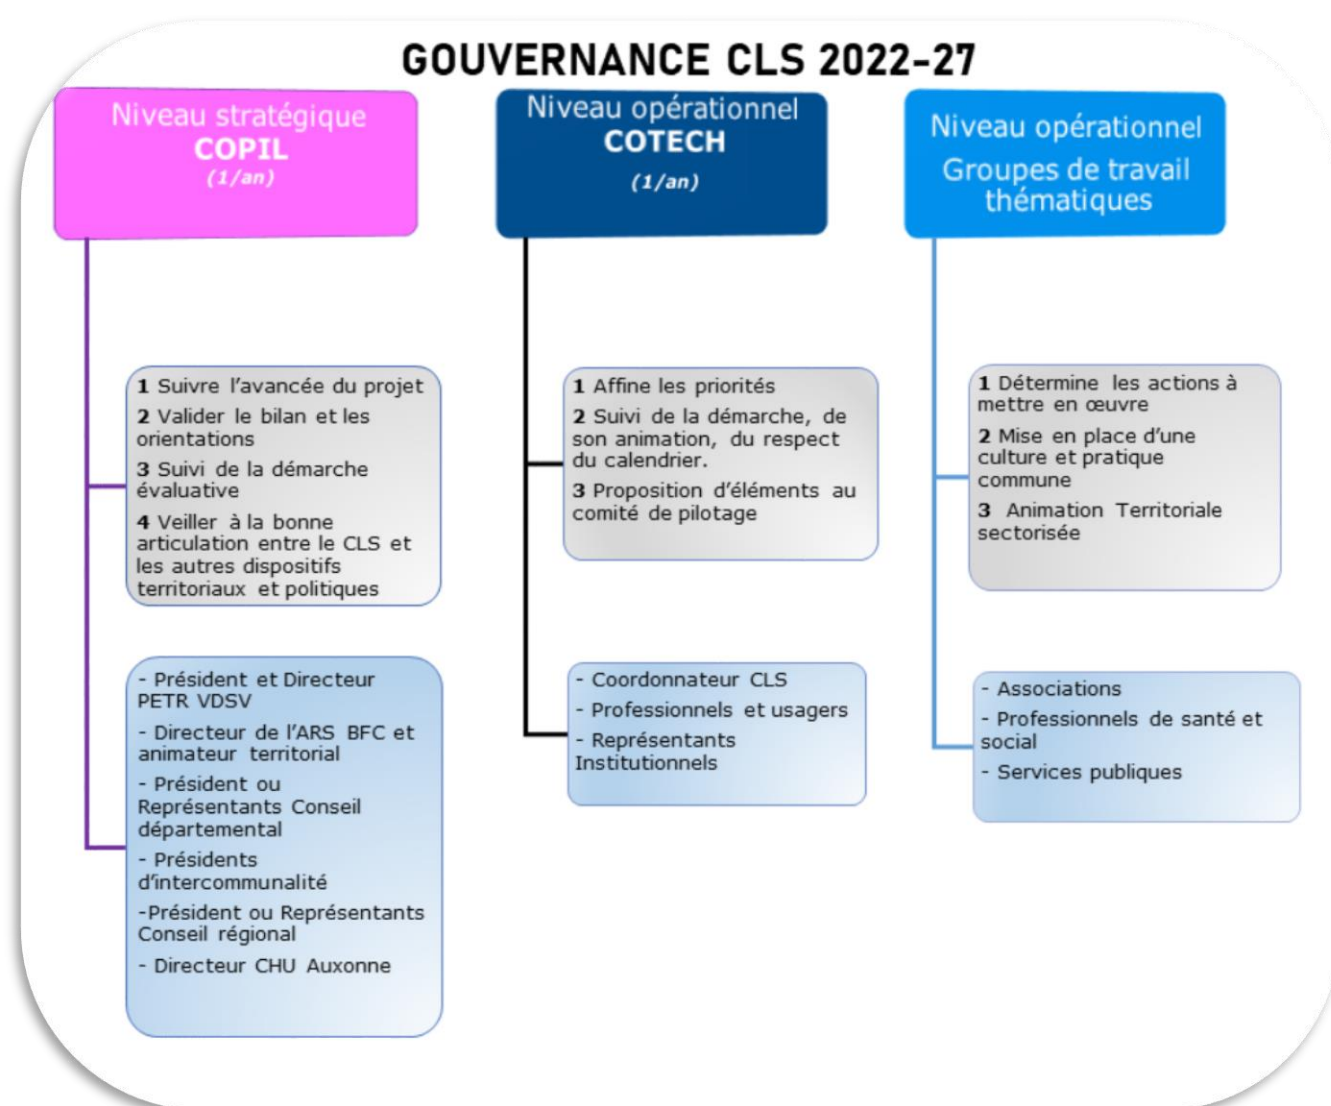 GOUVERNANCE CLS 2022-27
Niveau stratégique
COPIL
(1/an)
1 Suivre l'avancée du projet
2 Valider le bilan et les
orientations
3 Suivi de la démarche
évaluative
4 Veiller à la bonne
articulation entre le CLS et
les autres dispositifs
territoriaux et politiques
- Président et Directeur
PETR VDSV
- Directeur de l'ARS BFC et
animateur territorial
- Président ou
Représentants Conseil
départemental
- Présidents
d'intercommunalité
-Président ou Représentants
Conseil régional
- Directeur CHU Auxonne
Niveau opérationnel
COTECH
(1/an)
1 Affine les priorités
2 Suivi de la démarche, de
son animation, du respect
du calendrier.
3 Proposition d'éléments au
comité de pilotage
- Coordonnateur CLS
- Professionnels et usagers
- Représentants
Institutionnels
Niveau opérationnel
Groupes de travail
thématiques
1 Détermine les actions à
mettre en œuvre
2 Mise en place d'une
culture et pratique
commune
3 Animation Territoriale
sectorisée
- Associations
- Professionnels de santé et
social
- Services publiques